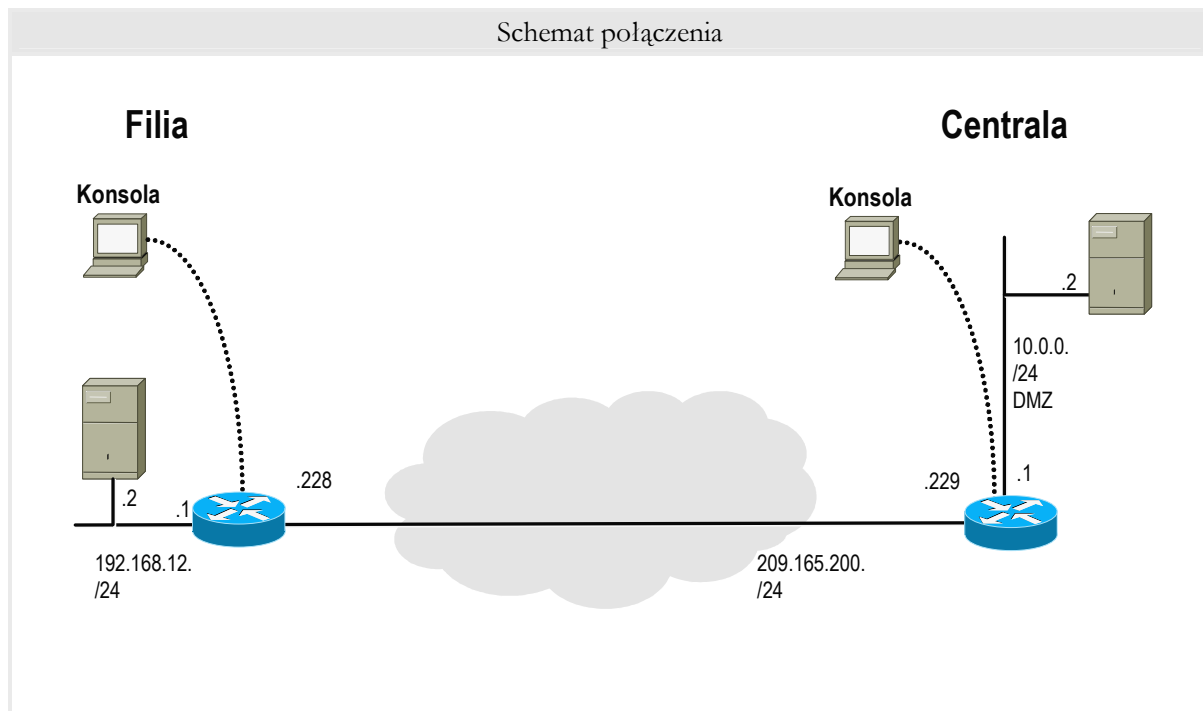 Schemat połączenia
Filia
Centrala
Konsola
Konsola
.2
10.0.0.
/24
DMZ
.228
.229
.1
.2
.1
192.168.12.
/24
209.165.200.
/24